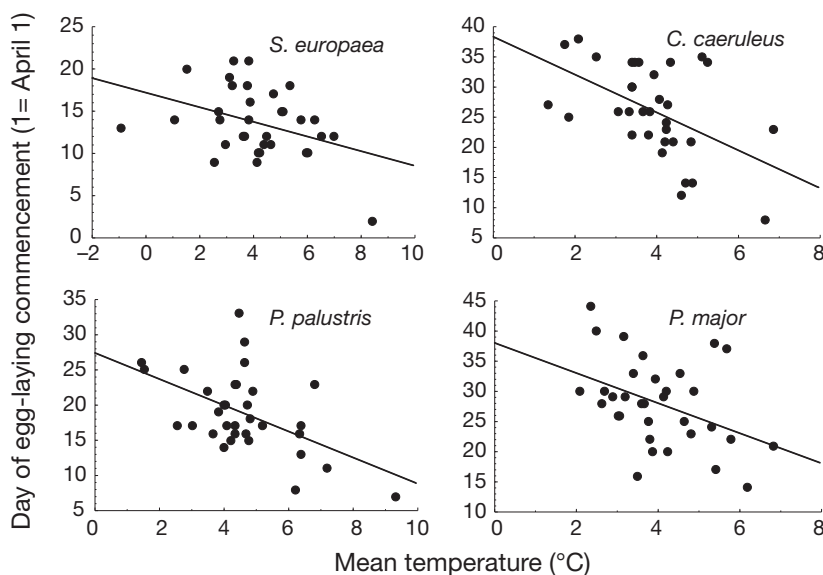 Day of egg-laying commencement (1= April 1)
S. europaea
25
20
15
10
5
0
−2 0 2 4 6 8 10
C. caeruleus
40
35
30
25
20
15
10
5
0 2 4 6 8
P. palustris
35
30
25
20
15
10
5
0 2 4 6 8 10
P. major
45
40
35
30
25
20
15
10
0 2 4 6 8
Mean temperature (°C)